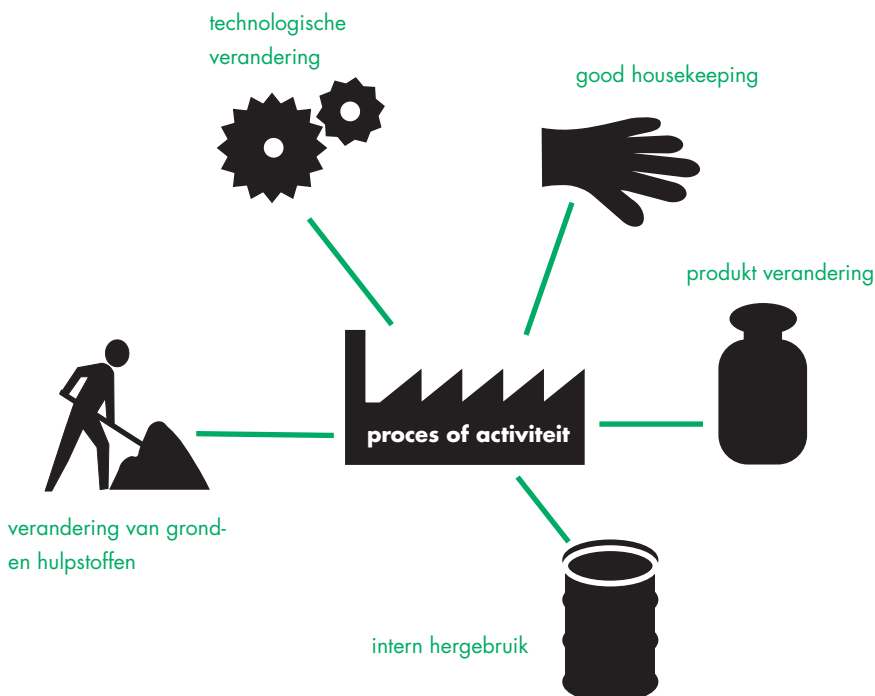 technologische
verandering
good housekeeping
produkt verandering
proces of activiteit
verandering van grond-
en hulpstoffen
intern hergebruik